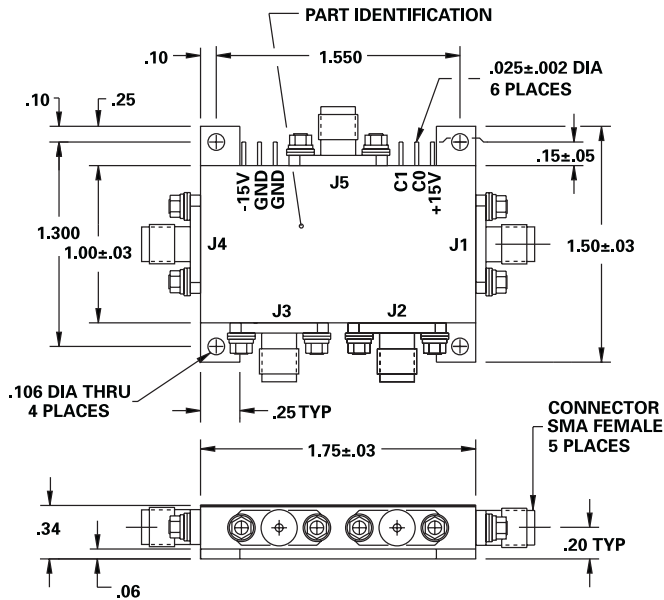 PART IDENTIFICATION
.10
1.550
.025±.002 DIA
6 PLACES
.10
.25
.15±.05
-15V
GND
GND
J5
C1
C0
+15V
1.300
1.00±.03
J4
J1
1.50±.03
J3
J2
.106 DIA THRU
4 PLACES
.25 TYP
CONNECTOR
SMA FEMALE
5 PLACES
1.75±.03
.34
.20 TYP
.06